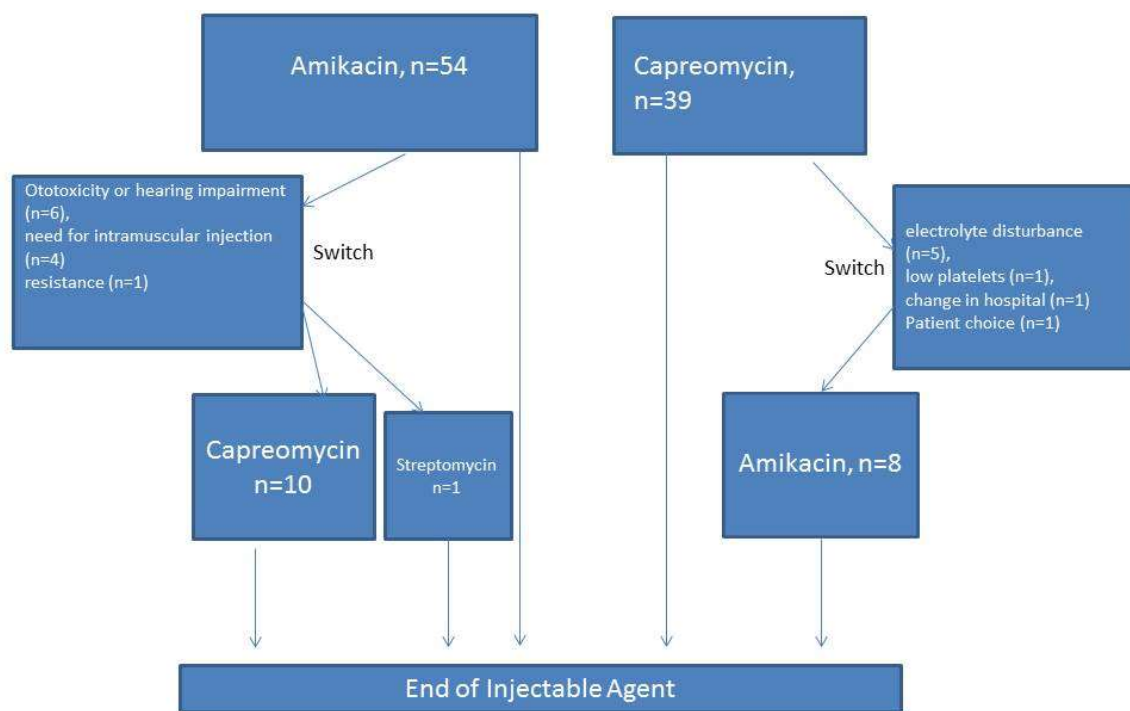 Amikacin, n=54
Capreomycin,
n=39
Ototoxicity or hearing impairment
(n=6),
need for intramuscular injection
(n=4)
resistance (n=1)
Switch
Switch
electrolyte disturbance
(n=5),
low platelets (n=1),
change in hospital (n=1)
Patient choice (n=1)
Capreomycin
n=10
Streptomycin
n=1
Amikacin, n=8
End of Injectable Agent